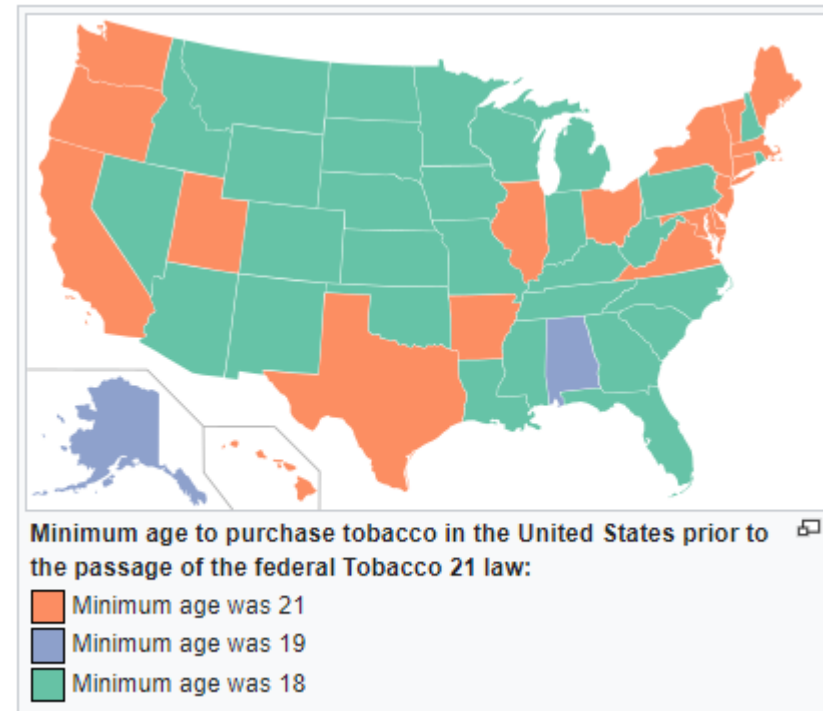 Minimum age to purchase tobacco in the United States prior to
the passage of the federal Tobacco 21 law:
Minimum age was 21
Minimum age was 19
Minimum age was 18